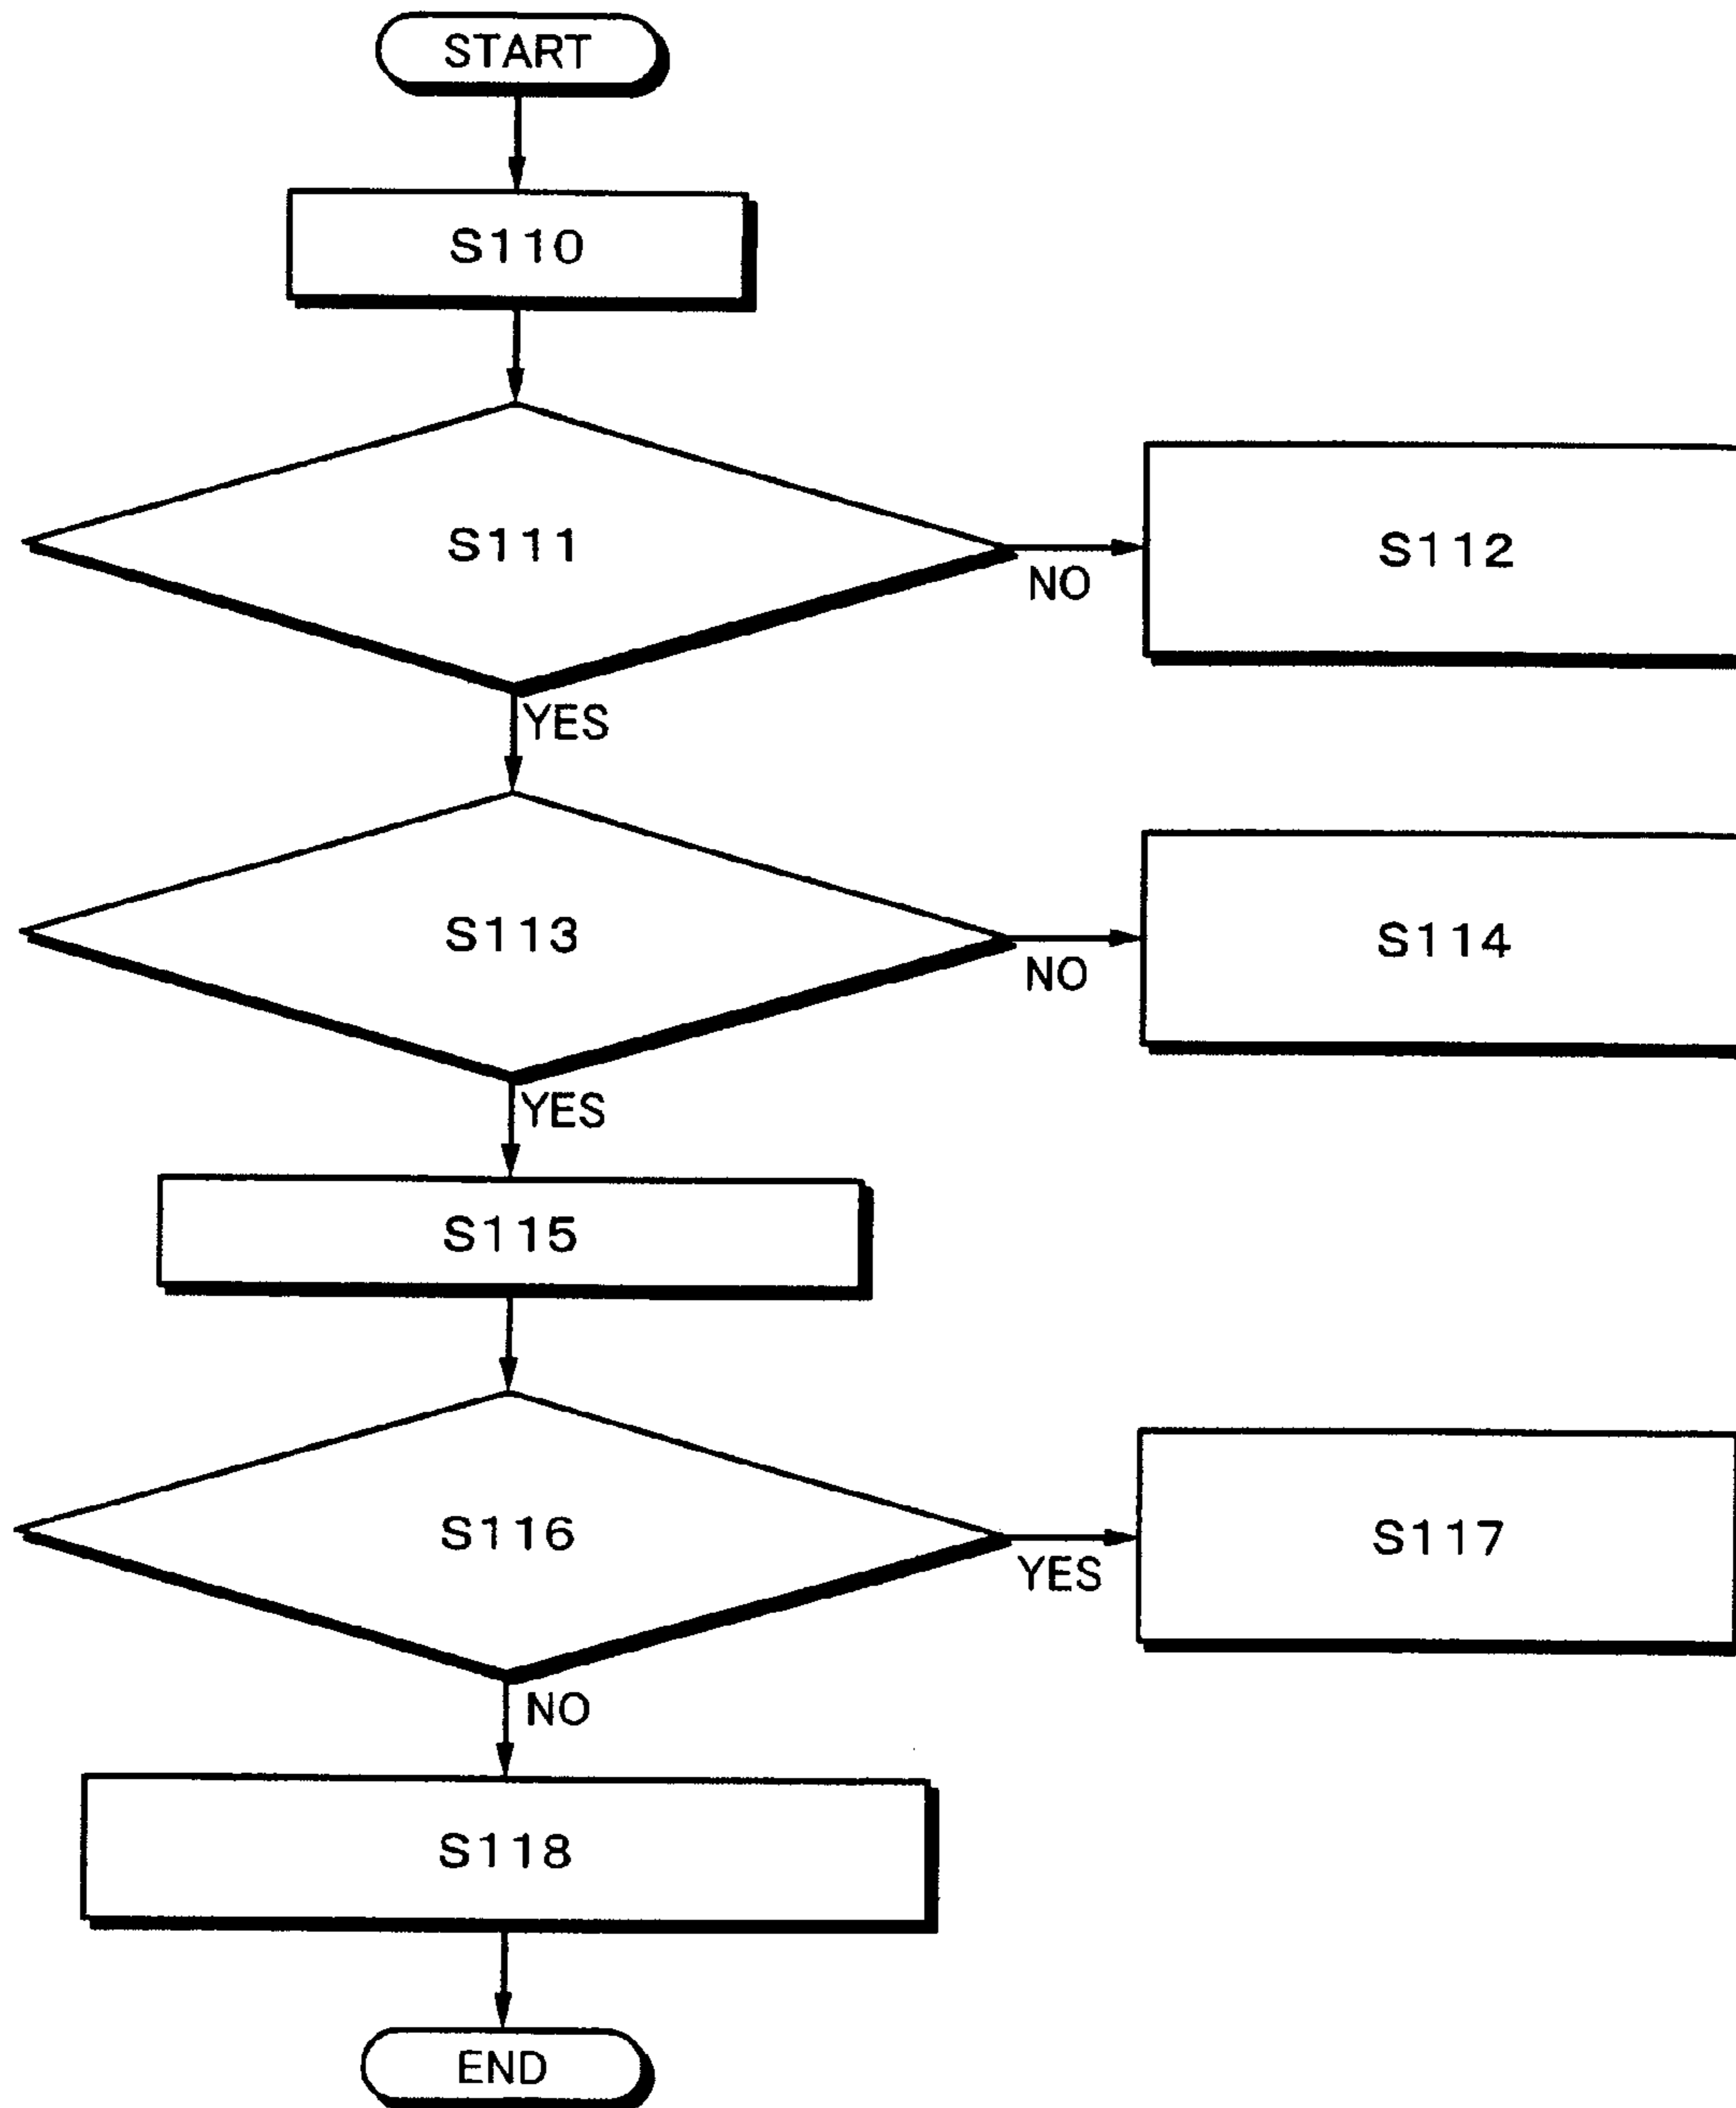 START
S110
S111
S112
NO
YES
S113
S114
NO
YES
S115
S116
S117
YES
NO
S118
END